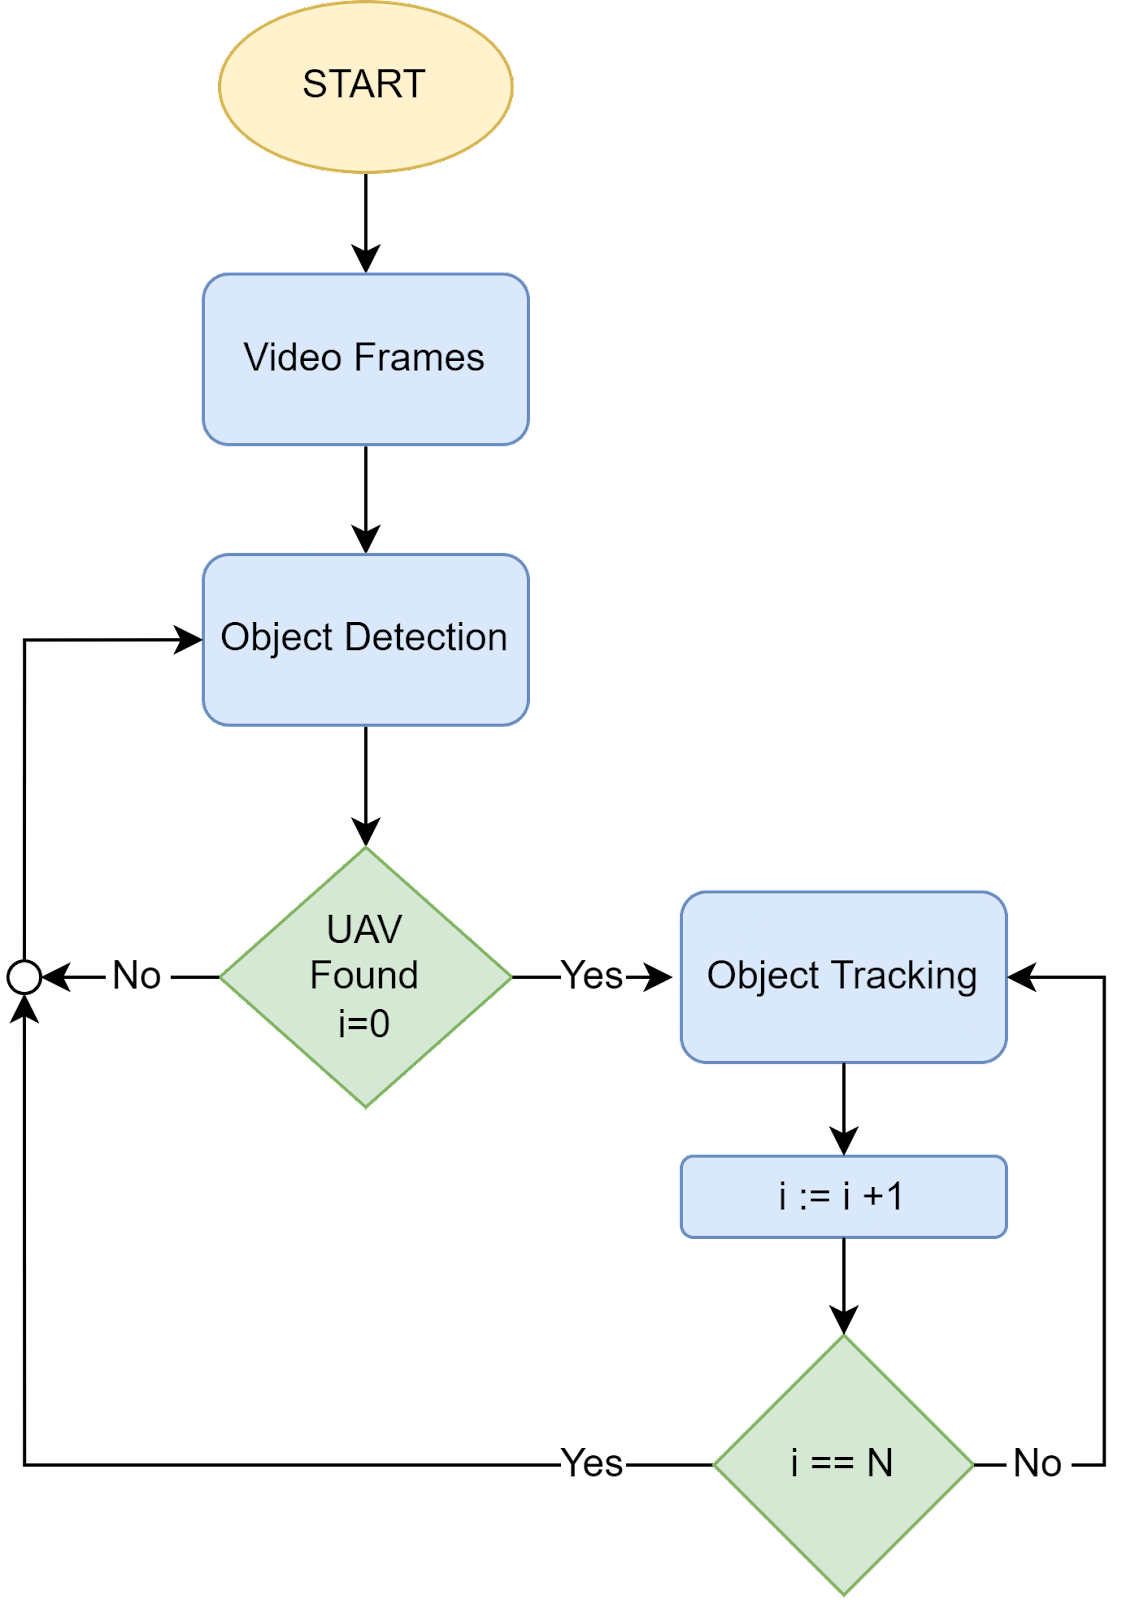 START
Video Frames
Object Detection
UAV
Found
i=0
No
Yes
Object Tracking
i := i +1
i == N
Yes
No